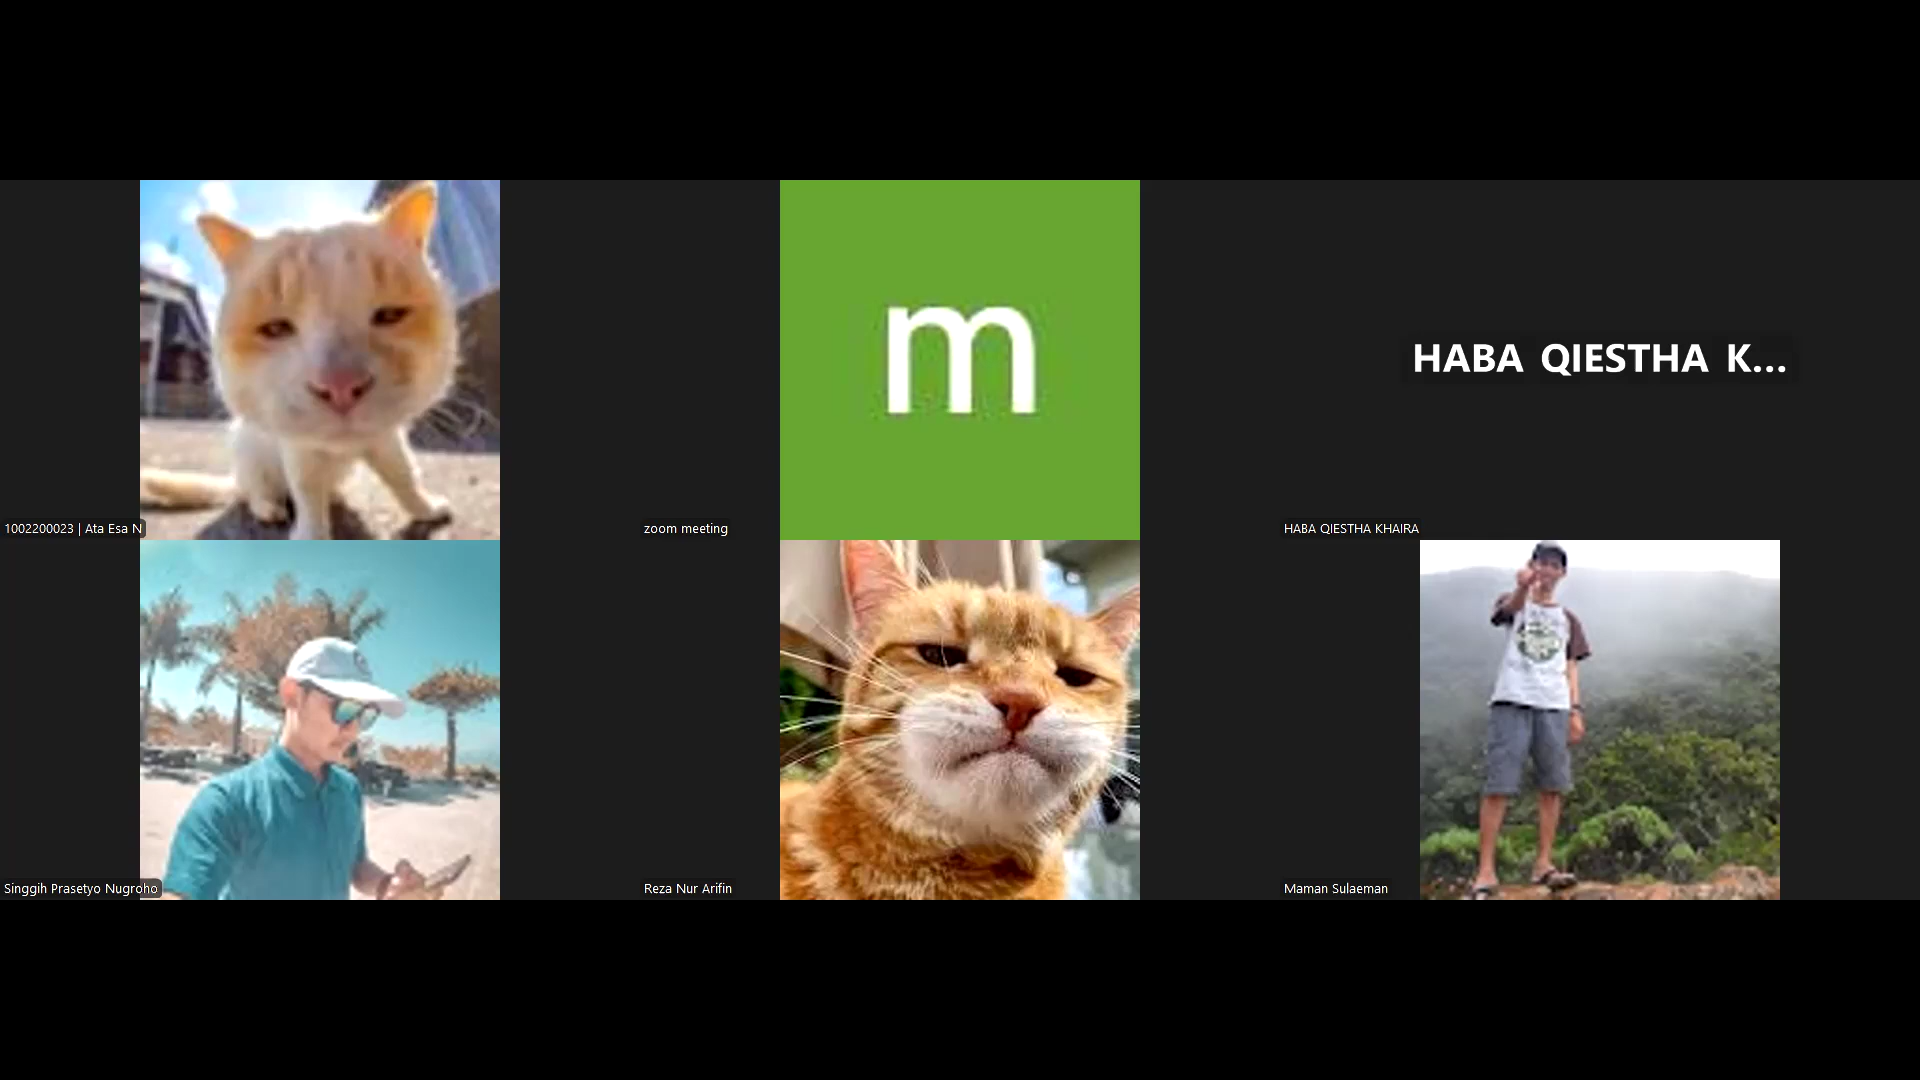 m
HABA QIESTHA K...
1002200023 | Ata Esa N
zoom meeting
HABA QIESTHA KHAIRA
Singgih Prasetyo Nugroho
Reza Nur Arifin
Maman Sulaeman